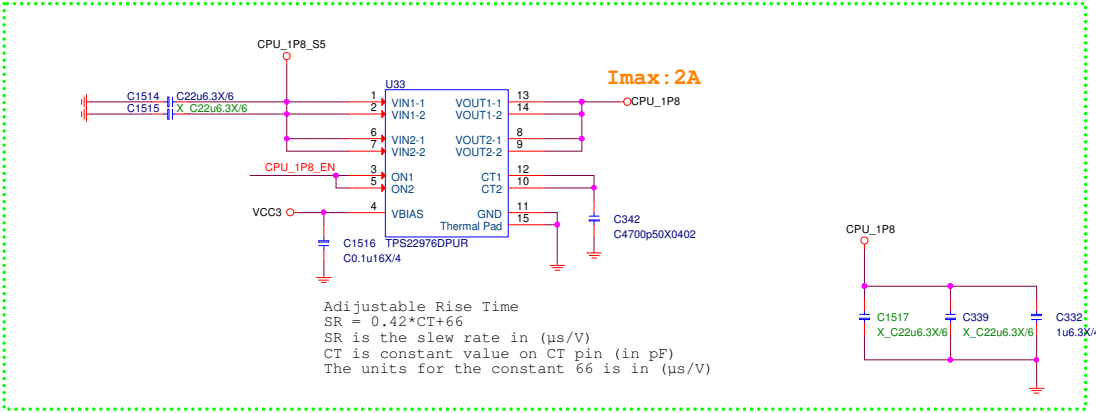 CPU_1P8_S5
U33
Imax:2A
C1514 C22u6.3X/6
C1515 X_C22u6.3X/6
1 VIN1-1 VOUT1-1 13 CPU_1P8
2 VIN1-2 VOUT1-2 14
6 VIN2-1 VOUT2-1 8
7 VIN2-2 VOUT2-2 9
CPU_1P8_EN
3 ON1 CT1 12
5 ON2 CT2 10
VCC3 4 VBIAS GND 11
Thermal Pad 15
C342
C4700p50X0402
C1516 TPS22976DPUR
C0.1u16X/4
CPU_1P8
C1517 C339 C332
X_C22u6.3X/6 X_C22u6.3X/6 1u6.3X/4
Adijustable Rise Time
SR = 0.42*CT+66
SR is the slew rate in (µs/V)
CT is constant value on CT pin (in pF)
The units for the constant 66 is in (µs/V)